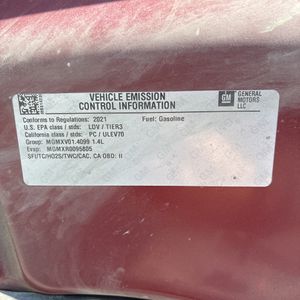 VEHICLE EMISSION
CONTROL INFORMATION
GM
GENERAL
MOTORS
LLC
Conforms to Regulations: 2021
Fuel: Gasoline
U.S. EPA class / stds: LDV / TIER3
California class / stds: PC / ULEV70
Group: MGMXV01.4099 1.4L
Evap: MGMXR0095805
SFI/TC/HO2S/TWC/CAC, CA OBD: II